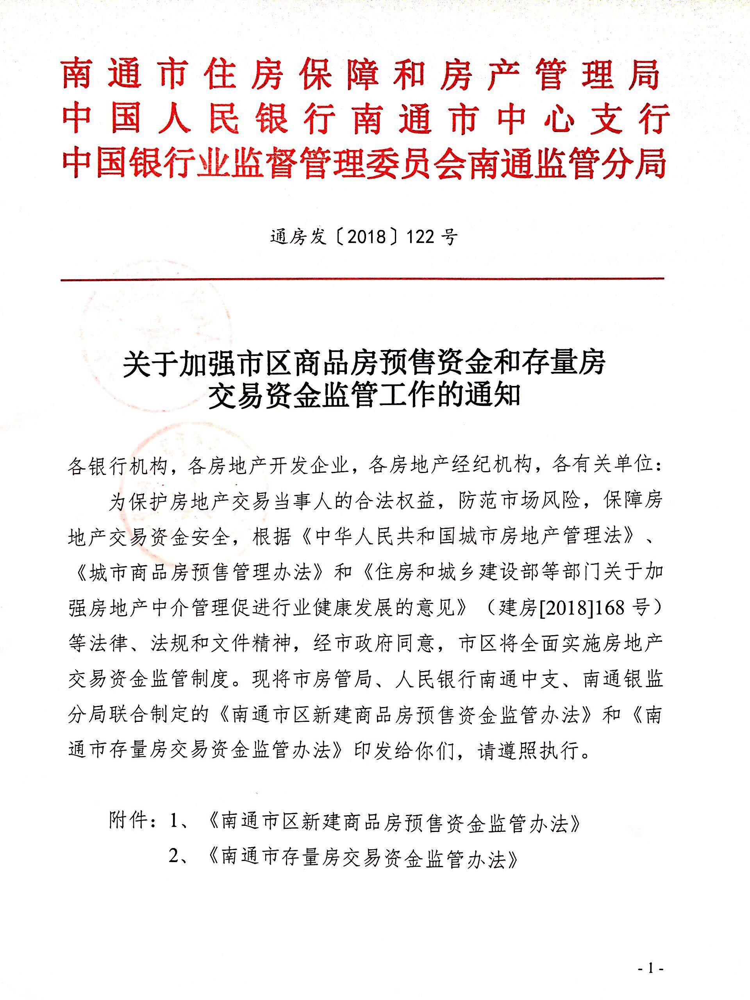 南通市住房保障和房产管理局
中国人民银行南通市中心支行
中国银行业监督管理委员会南通监管分局
通房发〔2018〕122号
关于加强市区商品房预售资金和存量房
交易资金监管工作的通知
各银行机构，各房地产开发企业，各房地产经纪机构，各有关单位：
为保护房地产交易当事人的合法权益，防范市场风险，保障房
地产交易资金安全，根据《中华人民共和国城市房地产管理法》、
《城市商品房预售管理办法》和《住房和城乡建设部等部门关于加
强房地产中介管理促进行业健康发展的意见》（建房[2018]168 号）
等法律、法规和文件精神，经市政府同意，市区将全面实施房地产
交易资金监管制度。现将市房管局、人民银行南通中支、南通银监
分局联合制定的《南通市区新建商品房预售资金监管办法》和《南
通市存量房交易资金监管办法》印发给你们，请遵照执行。
附件：1、《南通市区新建商品房预售资金监管办法》
2、《南通市存量房交易资金监管办法》
- 1 -